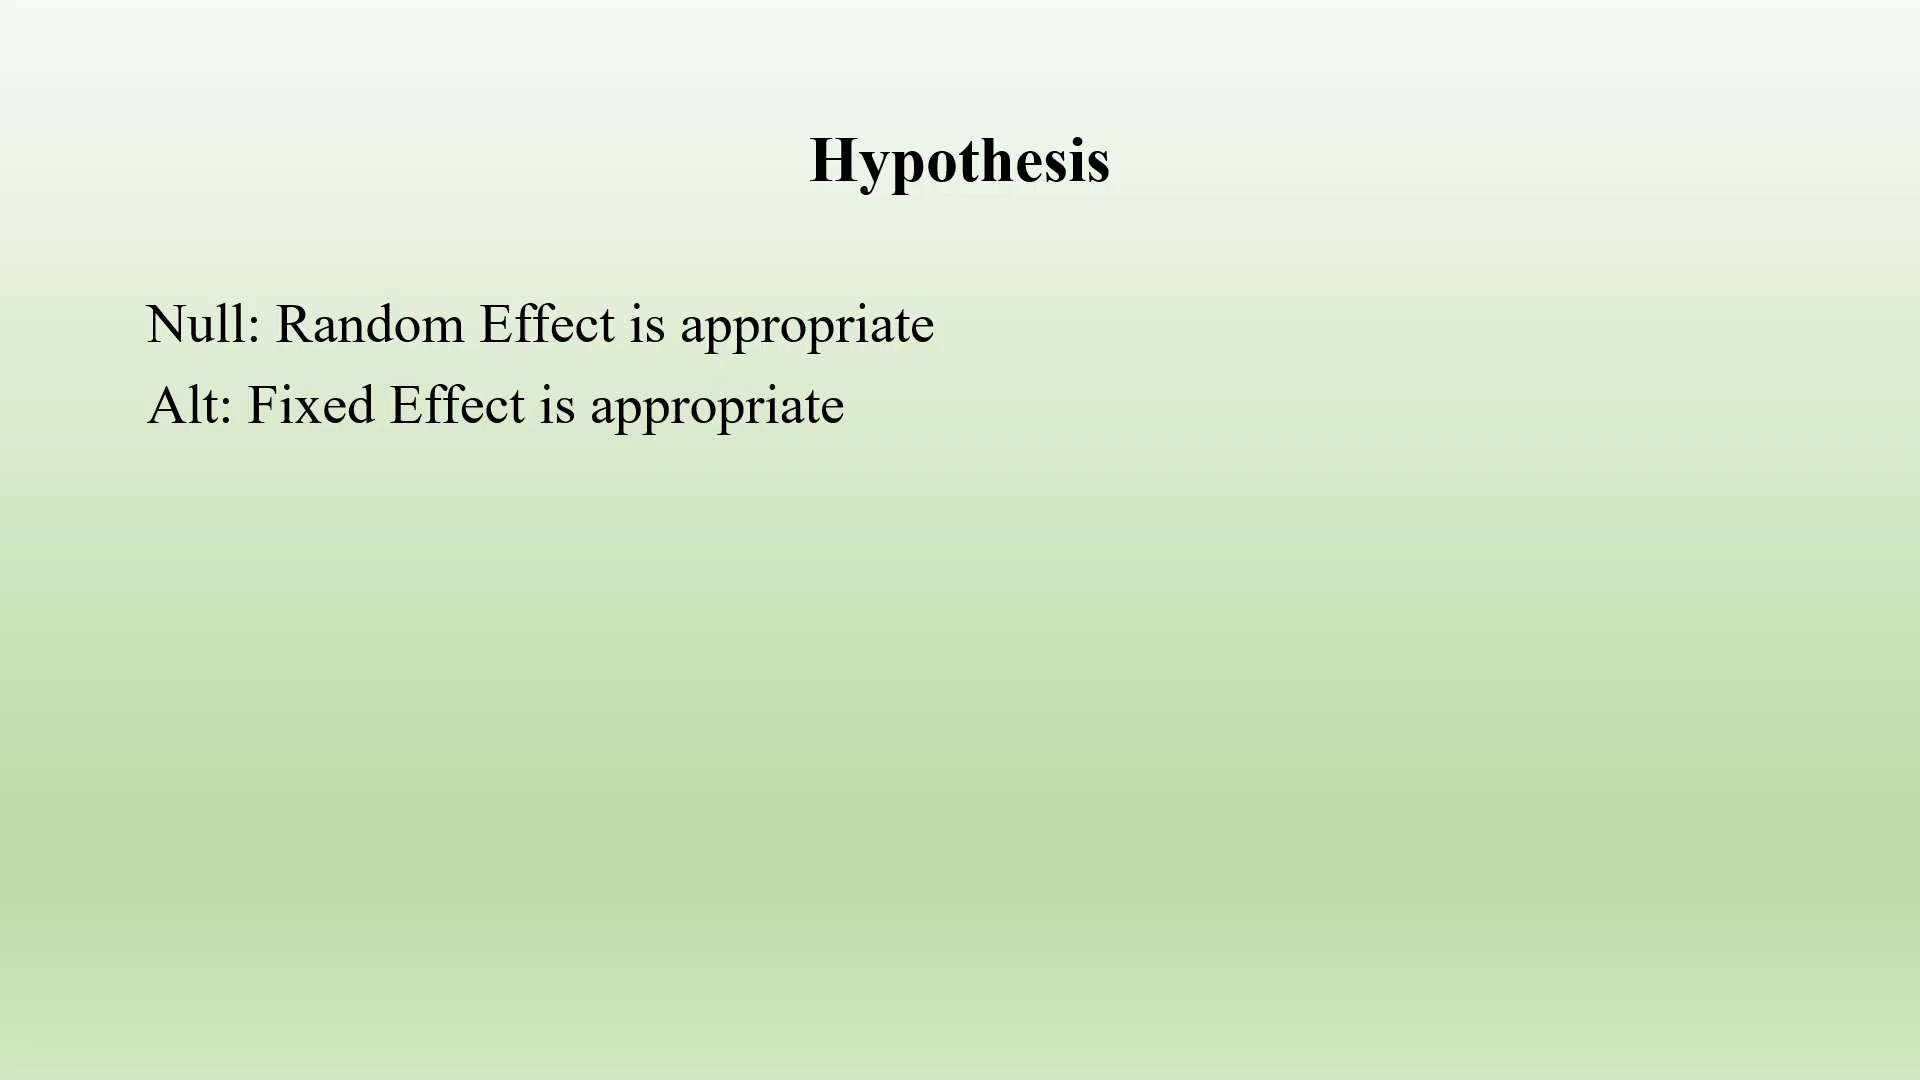 Hypothesis
Null: Random Effect is appropriate
Alt: Fixed Effect is appropriate